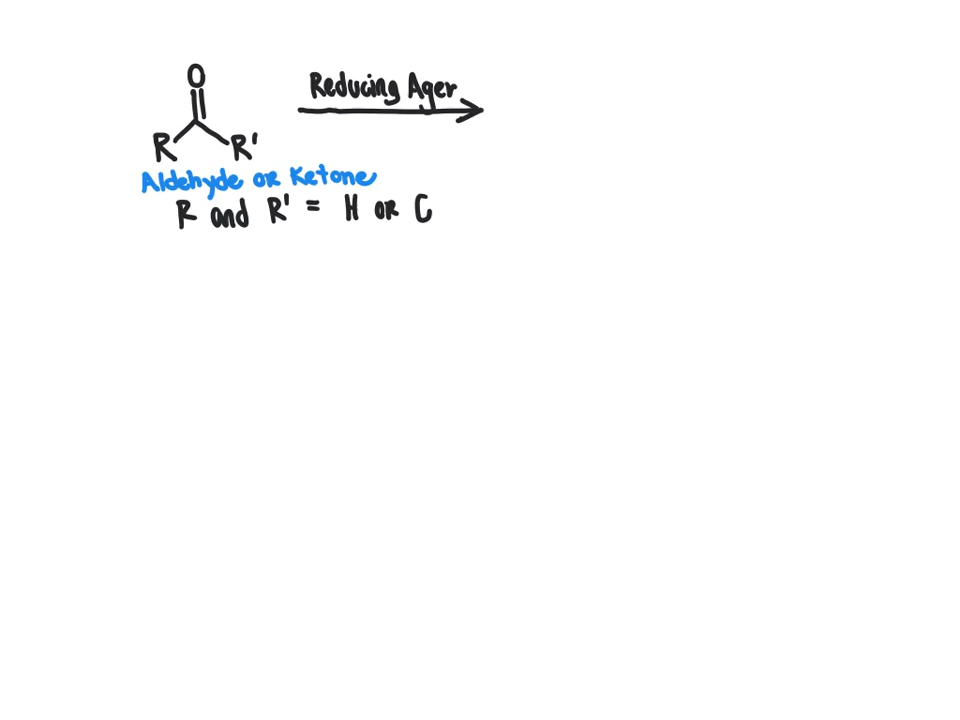 O
Reducing Ager
R R'
Aldehyde or Ketone
R and R' = H or C